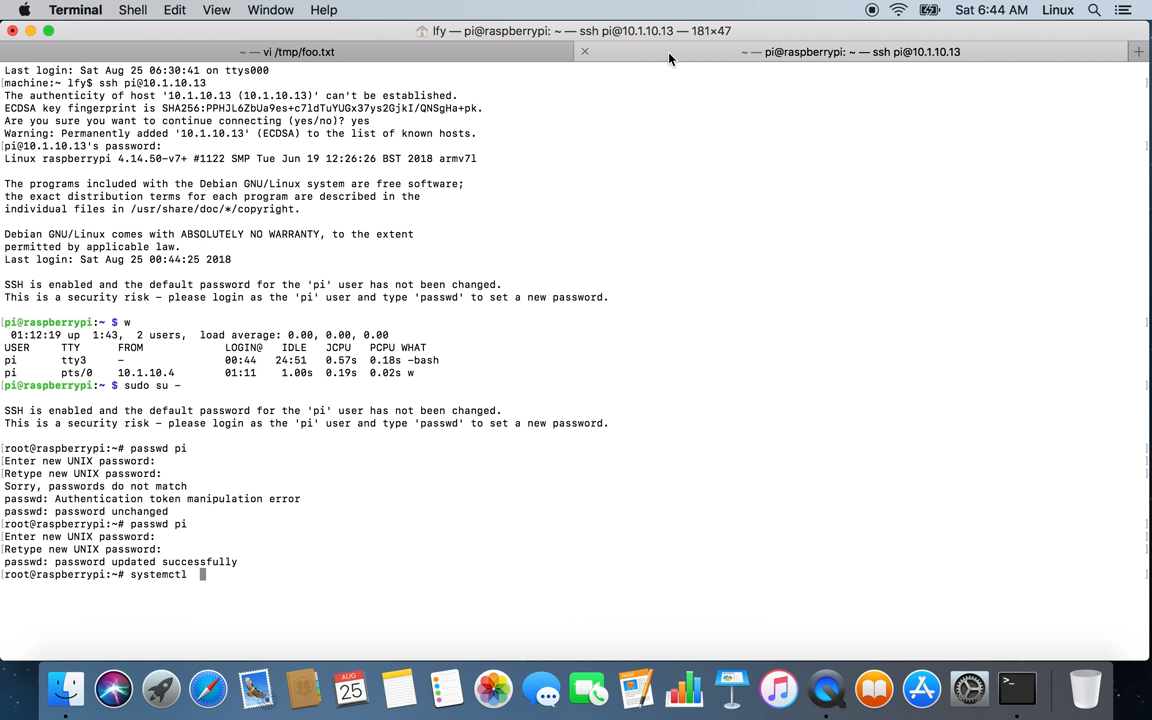 Terminal Shell Edit View Window Help Sat 6:44 AM Linux
lfy — pi@raspberrypi: ~ — ssh pi@10.1.10.13 — 181×47
~ — vi /tmp/foo.txt
~ — pi@raspberrypi: ~ — ssh pi@10.1.10.13
Last login: Sat Aug 25 06:30:41 on ttys000
[machine:~ lfy$ ssh pi@10.1.10.13
The authenticity of host '10.1.10.13 (10.1.10.13)' can't be established.
ECDSA key fingerprint is SHA256:PPHJL6ZbUa9es+c7ldTuYUGx37ys2GjkI/QNSgHa+pk.
Are you sure you want to continue connecting (yes/no)? yes
Warning: Permanently added '10.1.10.13' (ECDSA) to the list of known hosts.
[pi@10.1.10.13's password:
Linux raspberrypi 4.14.50-v7+ #1122 SMP Tue Jun 19 12:26:26 BST 2018 armv7l
The programs included with the Debian GNU/Linux system are free software;
the exact distribution terms for each program are described in the
individual files in /usr/share/doc/*/copyright.
Debian GNU/Linux comes with ABSOLUTELY NO WARRANTY, to the extent
permitted by applicable law.
Last login: Sat Aug 25 00:44:25 2018
SSH is enabled and the default password for the 'pi' user has not been changed.
This is a security risk - please login as the 'pi' user and type 'passwd' to set a new password.
[pi@raspberrypi:~ $ w
01:12:19 up 1:43, 2 users, load average: 0.00, 0.00, 0.00
USER TTY FROM LOGIN@ IDLE JCPU PCPU WHAT
pi tty3 - 00:44 24:51 0.57s 0.18s -bash
pi pts/0 10.1.10.4 01:11 1.00s 0.19s 0.02s w
[pi@raspberrypi:~ $ sudo su -
SSH is enabled and the default password for the 'pi' user has not been changed.
This is a security risk - please login as the 'pi' user and type 'passwd' to set a new password.
[root@raspberrypi:~# passwd pi
[Enter new UNIX password:
[Retype new UNIX password:
Sorry, passwords do not match
passwd: Authentication token manipulation error
passwd: password unchanged
[root@raspberrypi:~# passwd pi
[Enter new UNIX password:
[Retype new UNIX password:
passwd: password updated successfully
[root@raspberrypi:~# systemctl
AUG
25
>_